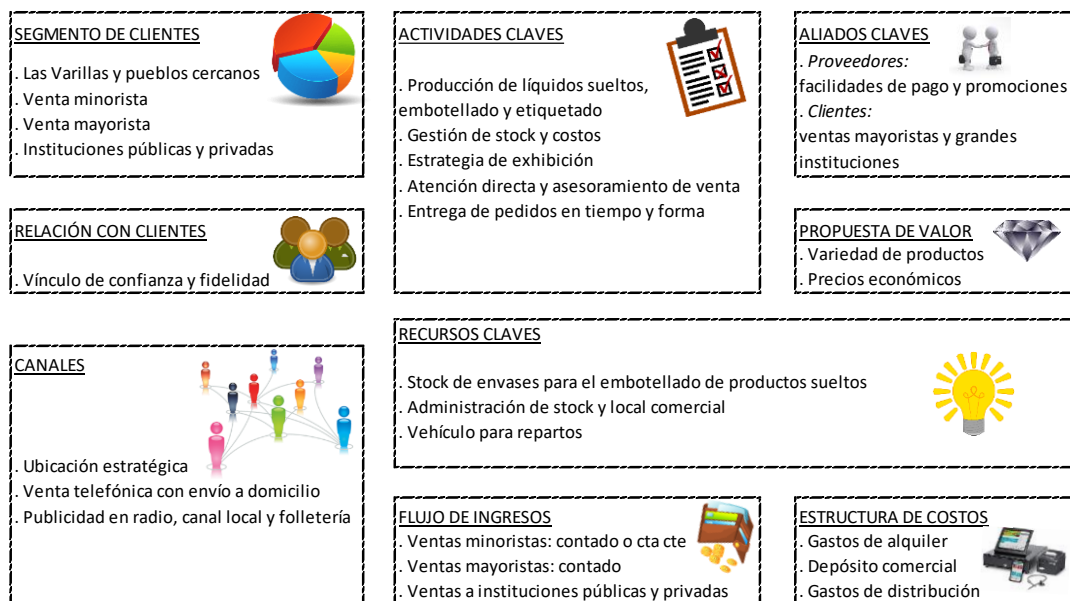 SEGMENTO DE CLIENTES
. Las Varillas y pueblos cercanos
. Venta minorista
. Venta mayorista
. Instituciones públicas y privadas
ACTIVIDADES CLAVES
. Producción de líquidos sueltos,
embotellado y etiquetado
. Gestión de stock y costos
. Estrategia de exhibición
. Atención directa y asesoramiento de venta
. Entrega de pedidos en tiempo y forma
ALIADOS CLAVES
. Proveedores:
facilidades de pago y promociones
. Clientes:
ventas mayoristas y grandes
instituciones
RELACIÓN CON CLIENTES
. Vínculo de confianza y fidelidad
PROPUESTA DE VALOR
. Variedad de productos
. Precios económicos
CANALES
. Ubicación estratégica
. Venta telefónica con envío a domicilio
. Publicidad en radio, canal local y folletería
RECURSOS CLAVES
. Stock de envases para el embotellado de productos sueltos
. Administración de stock y local comercial
. Vehículo para repartos
FLUJO DE INGRESOS
. Ventas minoristas: contado o cta cte
. Ventas mayoristas: contado
. Ventas a instituciones públicas y privadas
ESTRUCTURA DE COSTOS
. Gastos de alquiler
. Depósito comercial
. Gastos de distribución